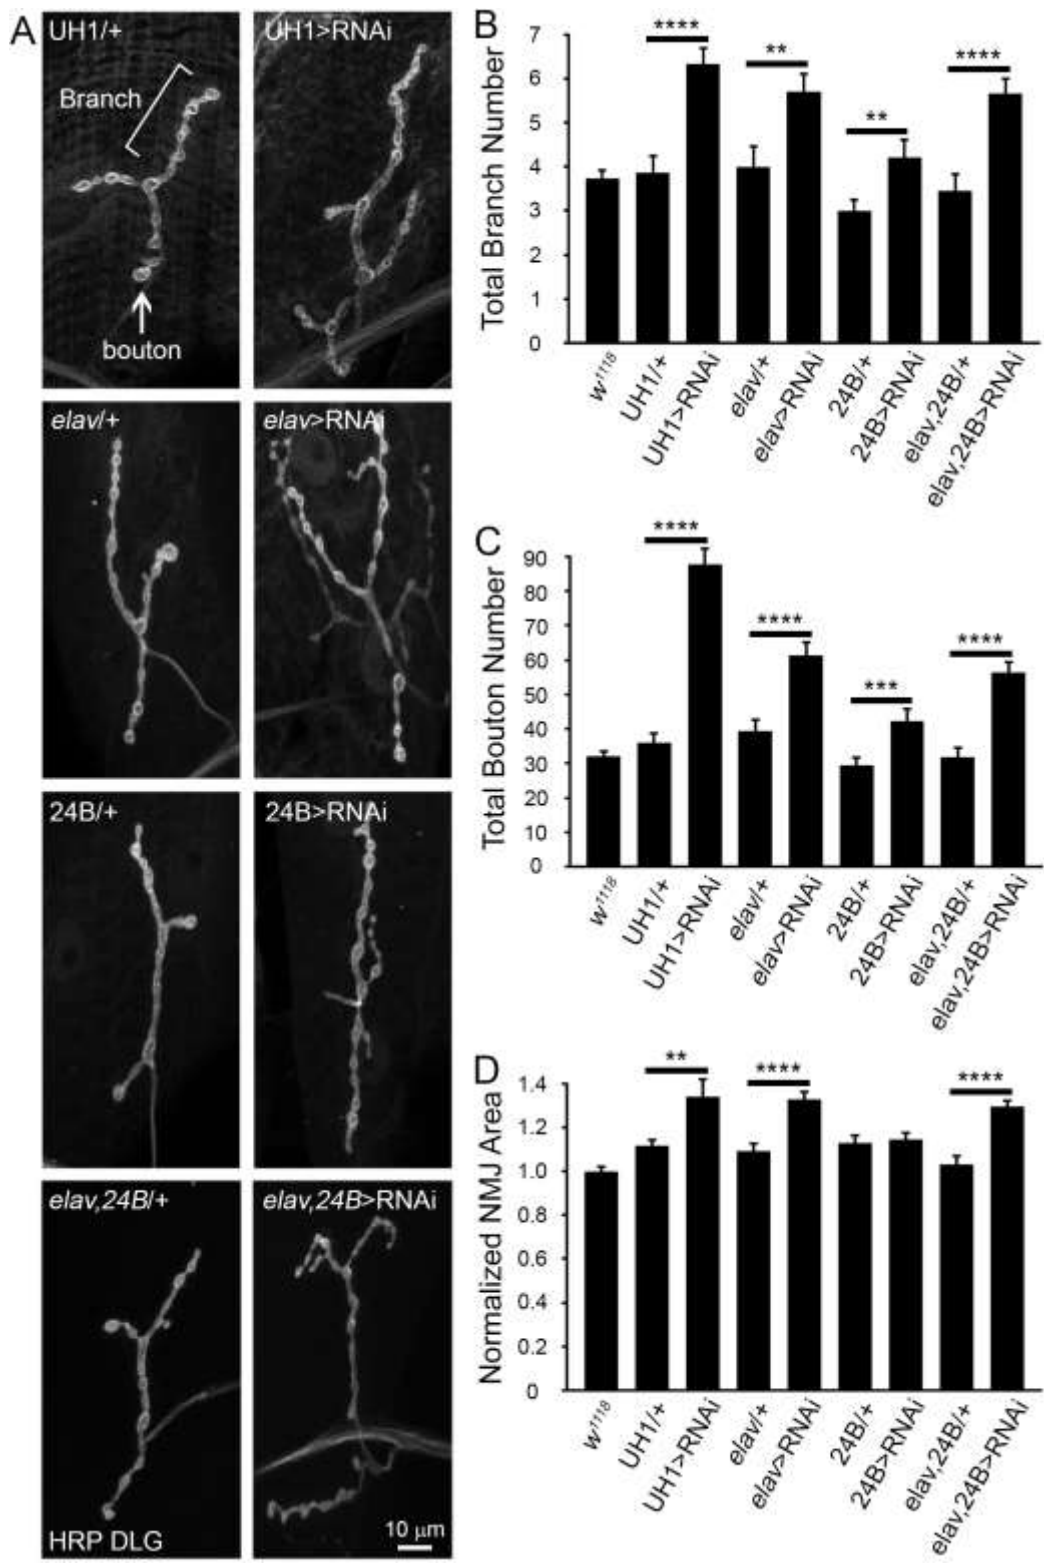 A
UH1/+
UH1>RNAi
Branch
bouton
elav/+
elav>RNAi
24B/+
24B>RNAi
elav,24B/+
elav,24B>RNAi
HRP DLG
10 μm
B
Total Branch Number
7
6
5
4
3
2
1
0
****
**
**
****
w1118
UH1/+
UH1>RNAi
elav/+
elav>RNAi
24B/+
24B>RNAi
elav,24B/+
elav,24B>RNAi
C
Total Bouton Number
90
80
70
60
50
40
30
20
10
0
****
****
***
****
w1118
UH1/+
UH1>RNAi
elav/+
elav>RNAi
24B/+
24B>RNAi
elav,24B/+
elav,24B>RNAi
D
Normalized NMJ Area
1.4
1.2
1.0
0.8
0.6
0.4
0.2
0
**
****
****
w1118
UH1/+
UH1>RNAi
elav/+
elav>RNAi
24B/+
24B>RNAi
elav,24B/+
elav,24B>RNAi